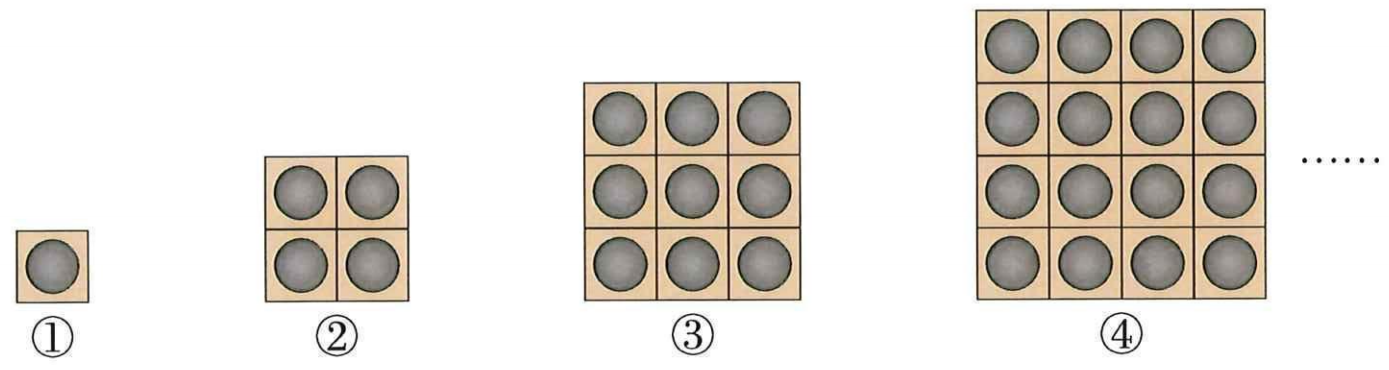 ……
① ② ③ ④